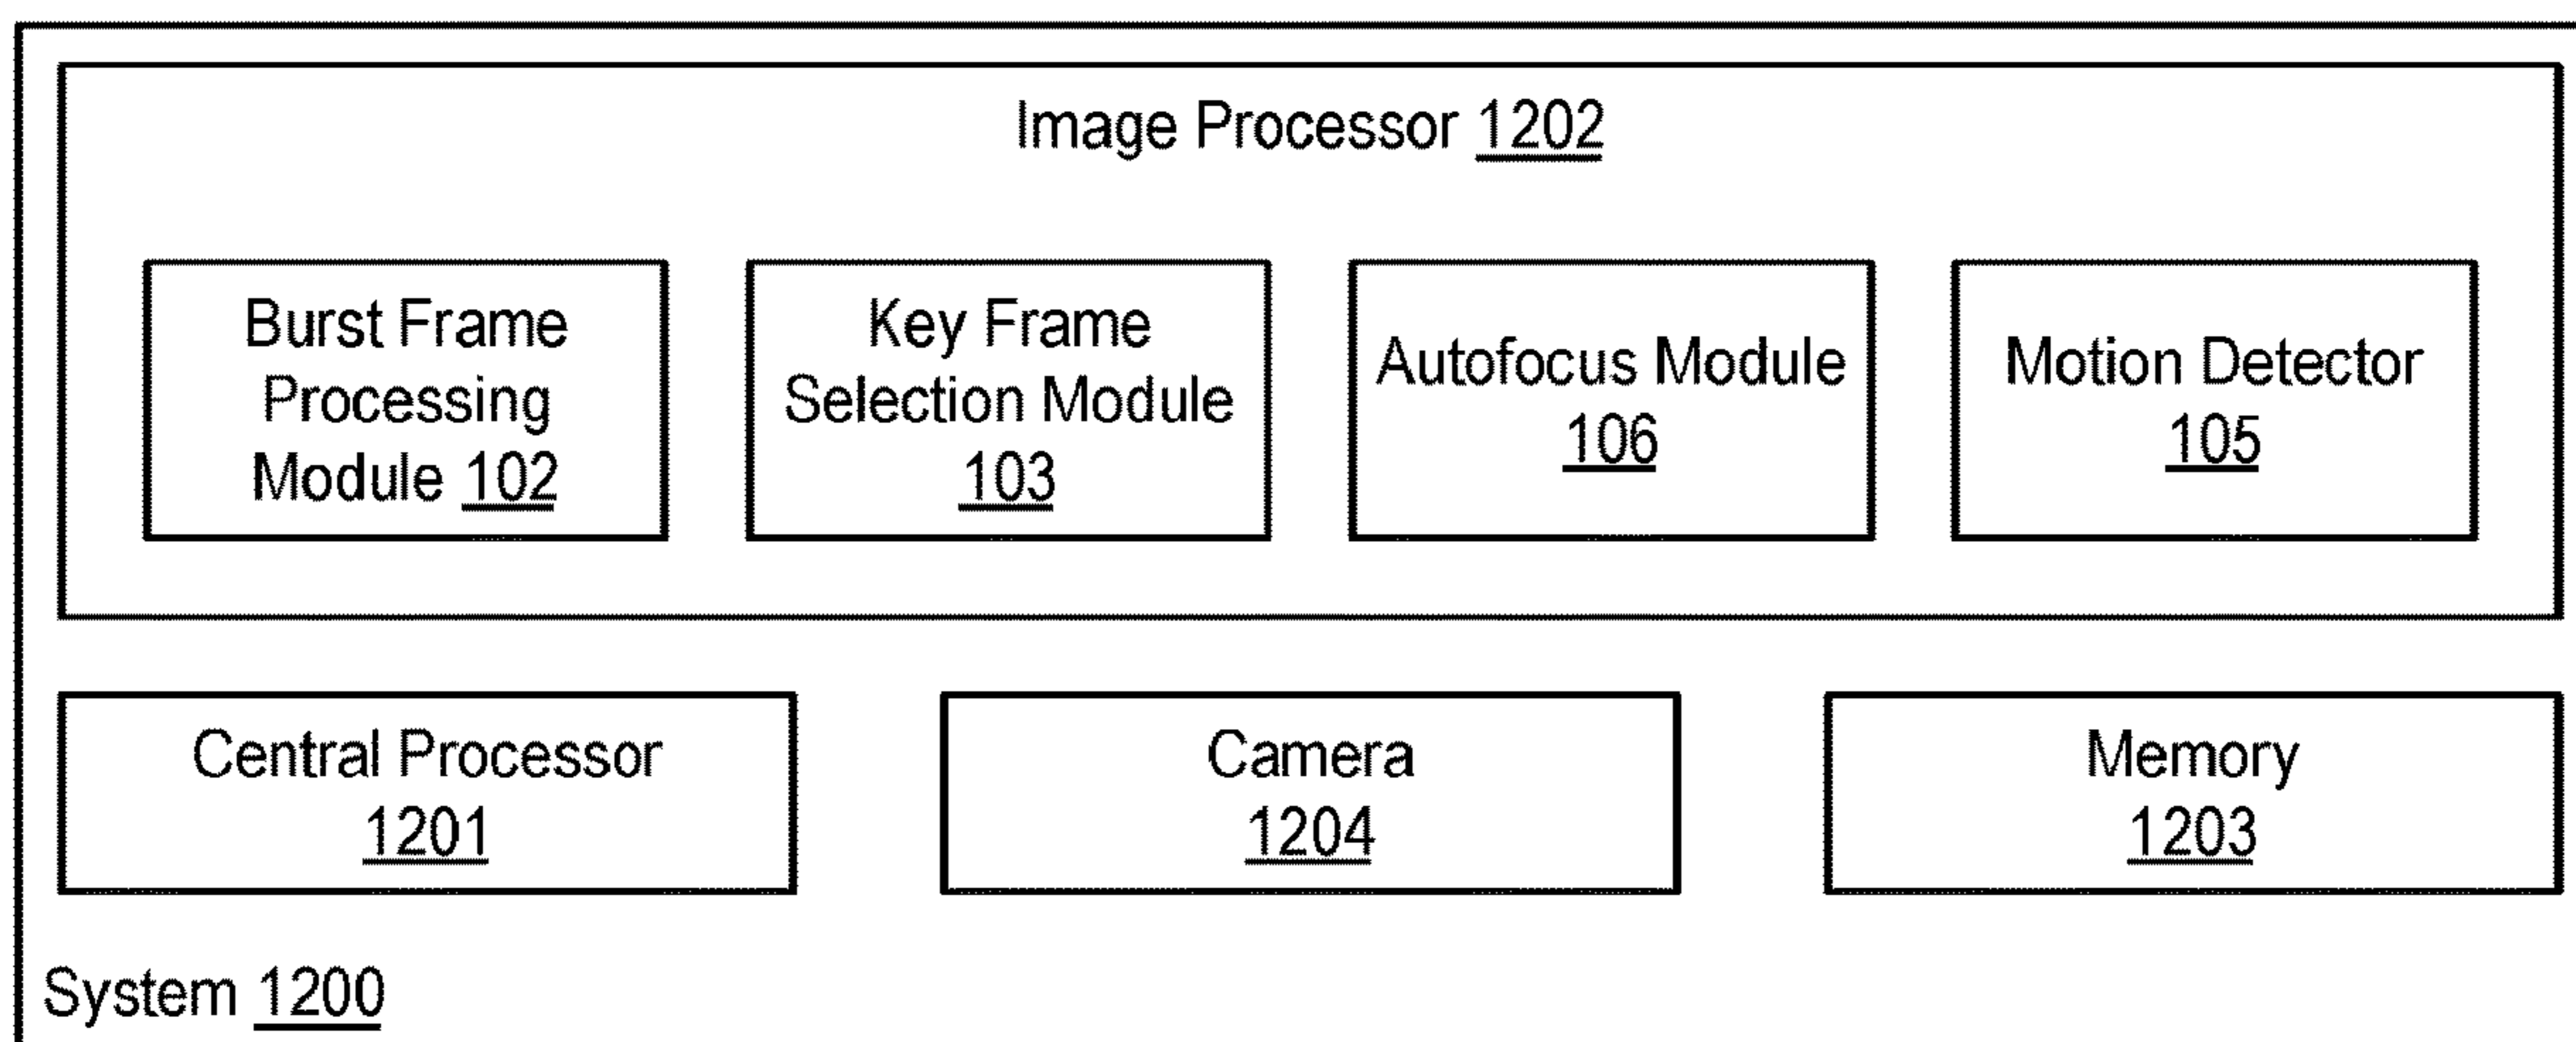 Image Processor 1202
Burst Frame
Processing
Module 102
Key Frame
Selection Module
103
Autofocus Module
106
Motion Detector
105
Central Processor
1201
Camera
1204
Memory
1203
System 1200